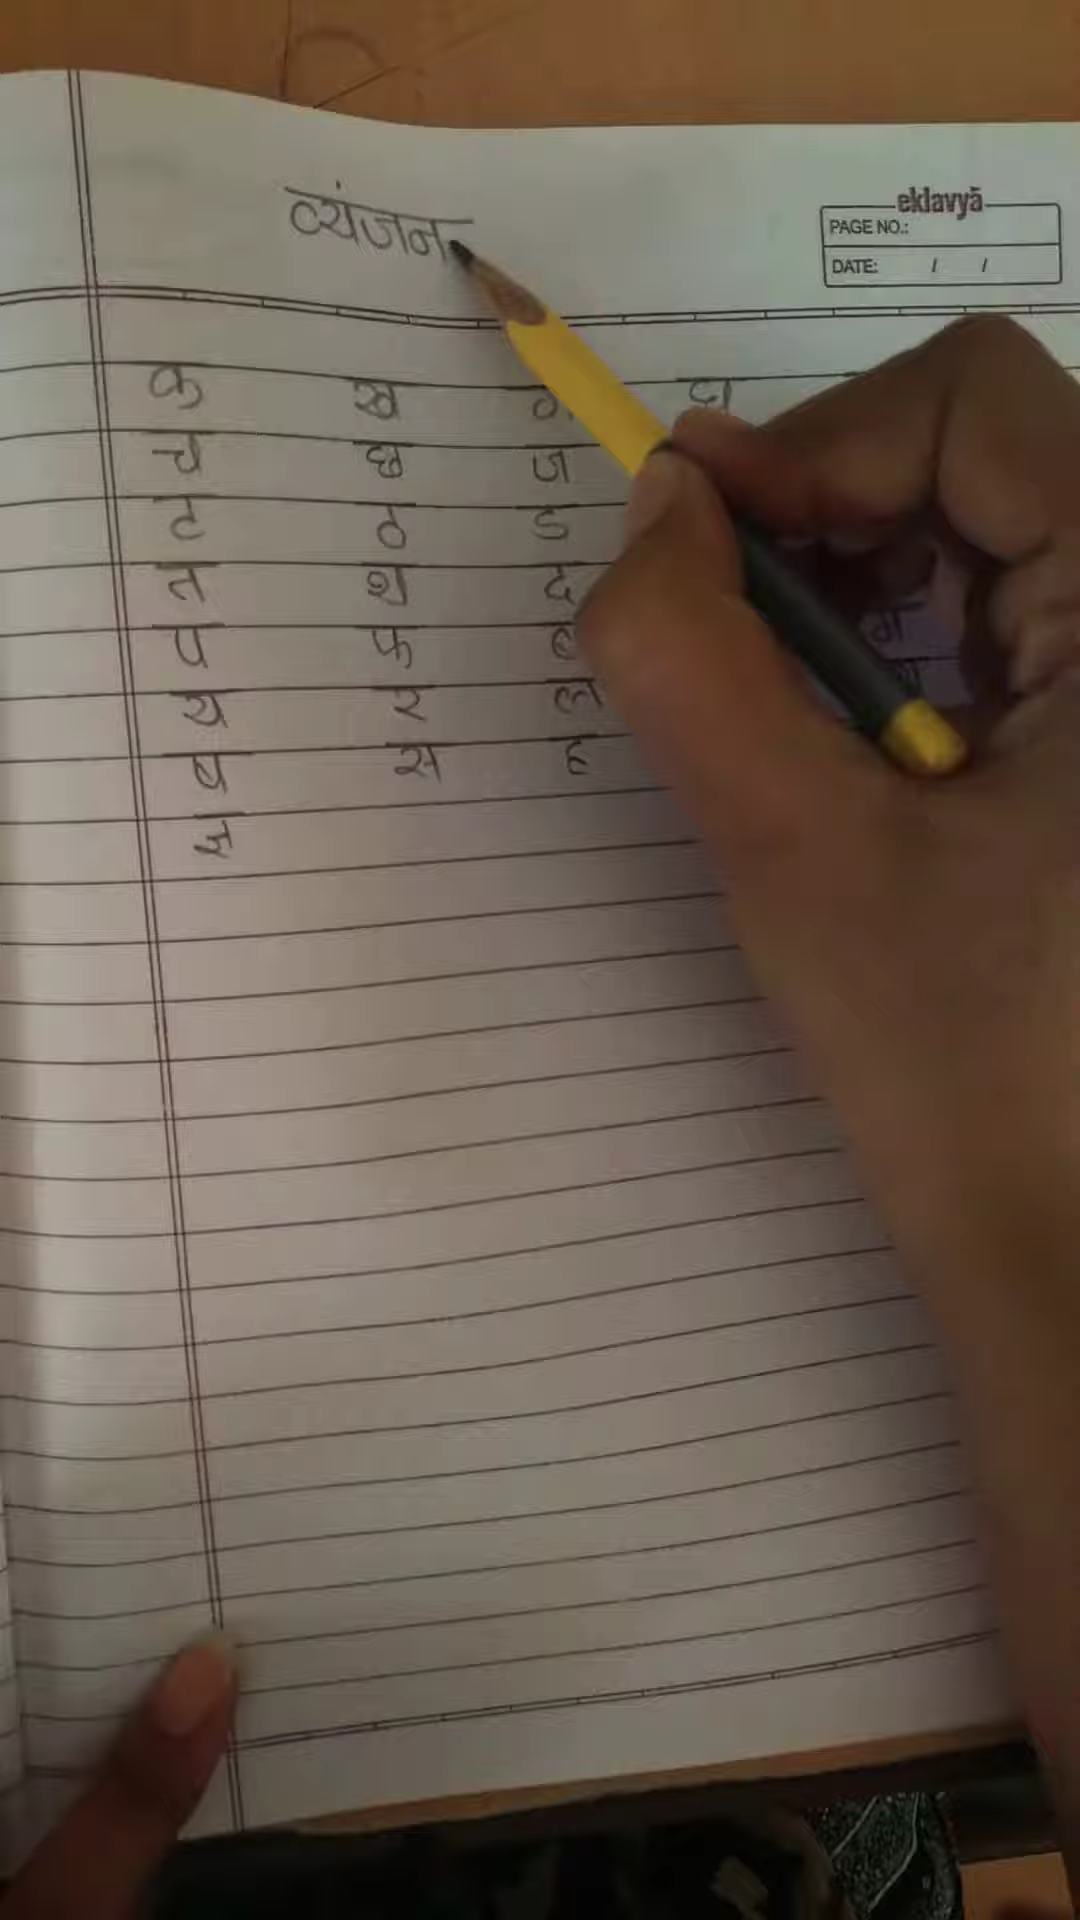 व्यंजन
eklavyā
PAGE NO.:
DATE: / /
क ख ग घ
च छ ज
ट ठ ड
त थ द
प फ ब
य र ल
ष स ह